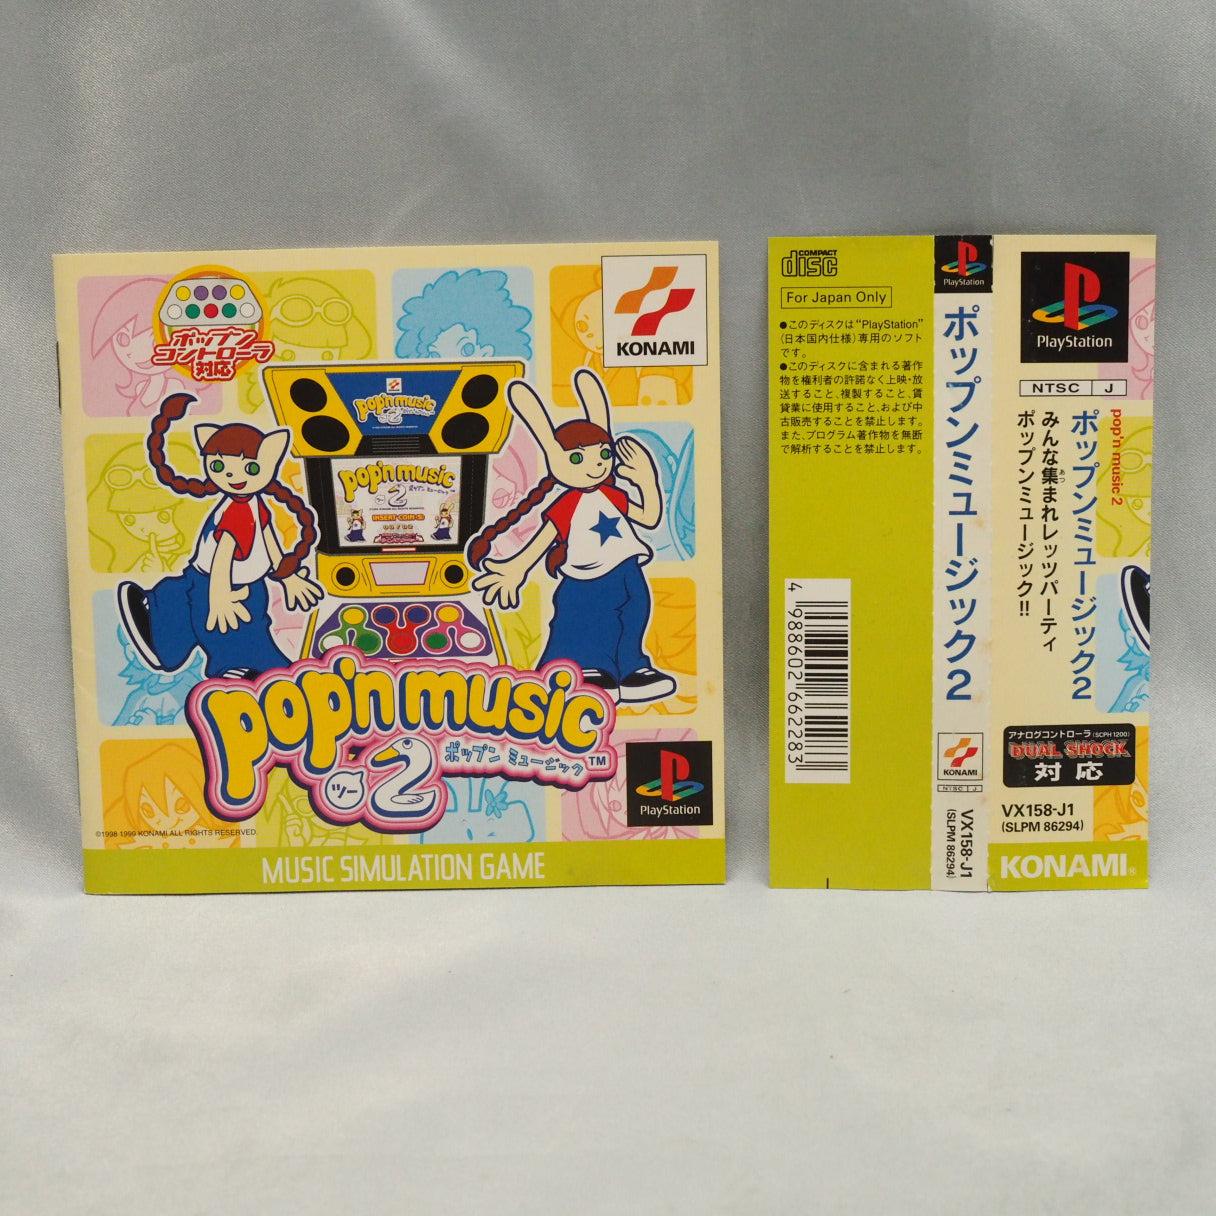 ポップン
コントローラ
対応
KONAMI
pop'n music
2
pop'n music
ツー 2
INSERT COIN(S)
pop'n music
ツー 2 ポップン ミュージック™
PlayStation
©1998 1999 KONAMI ALL RIGHTS RESERVED.
MUSIC SIMULATION GAME
COMPACT
disc
For Japan Only
●このディスクは“PlayStation”
(日本国内仕様)専用のソフト
です。
●このディスクに含まれる著作
物を権利者の許諾なく上映・放
送すること、複製すること、賃
貸業に使用すること、および中
古販売することを禁止します。
また、プログラム著作物を無断
で解析することを禁止します。
4 988602 662283
PlayStation
ポップンミュージック2
KONAMI
NTSC J
VX158-J1
(SLPM 86294)
PlayStation
NTSC J
pop'n music 2
ポップンミュージック2
みんな集まれレッツパーティ
あつ
ポップンミュージック!!
アナログコントローラ(SCPH 1200)
DUAL SHOCK
対応
VX158-J1
(SLPM 86294)
KONAMI®